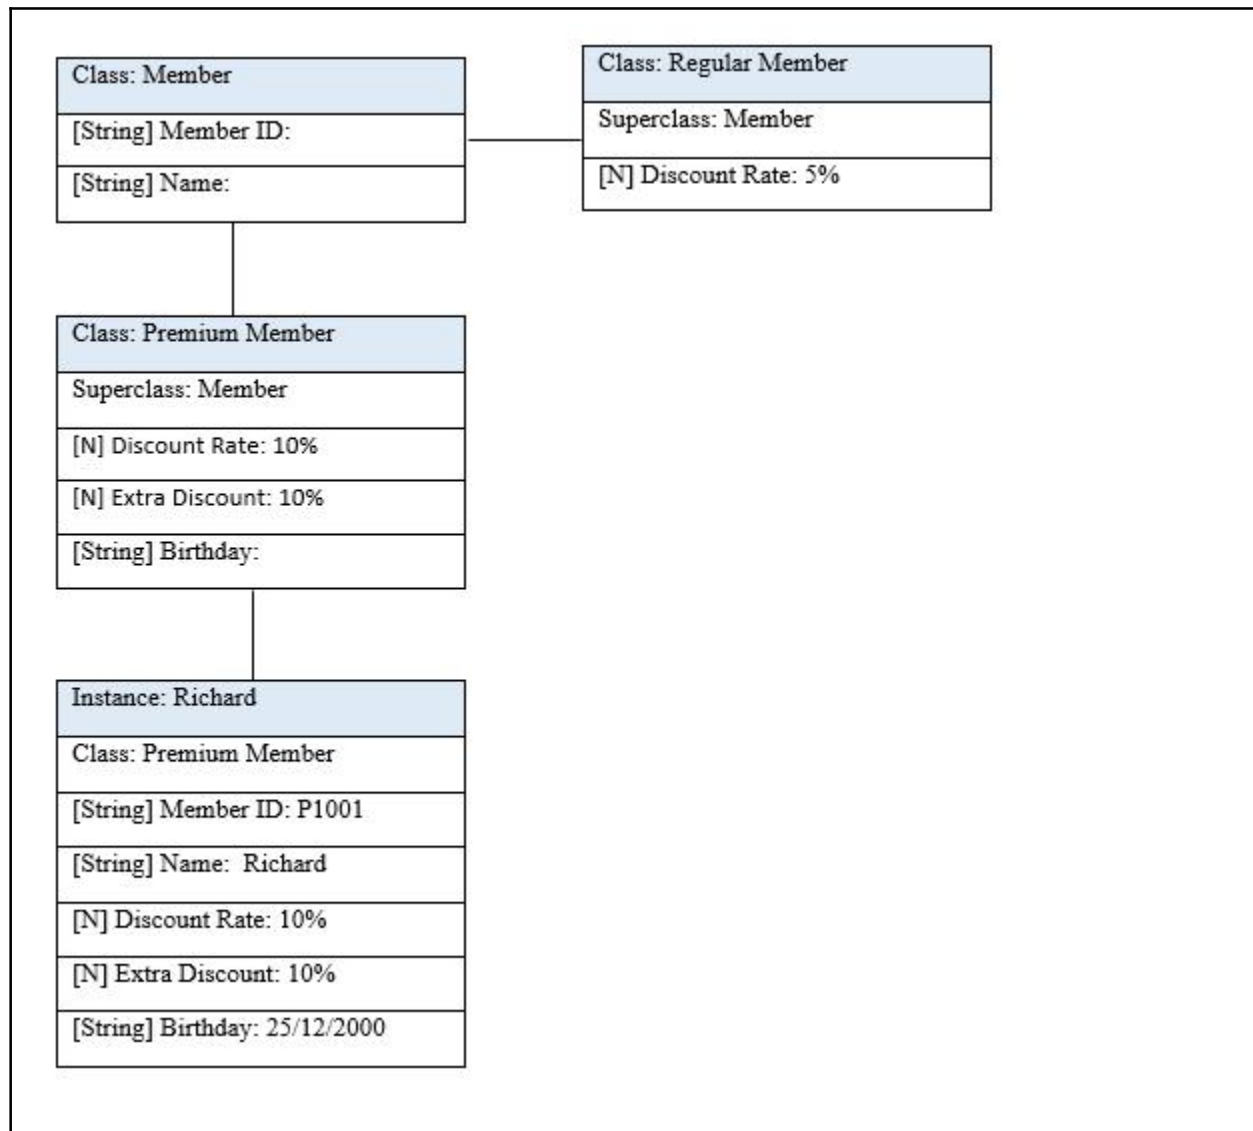 Class: Member
[String] Member ID:
[String] Name:
Class: Regular Member
Superclass: Member
[N] Discount Rate: 5%
Class: Premium Member
Superclass: Member
[N] Discount Rate: 10%
[N] Extra Discount: 10%
[String] Birthday:
Instance: Richard
Class: Premium Member
[String] Member ID: P1001
[String] Name:  Richard
[N] Discount Rate: 10%
[N] Extra Discount: 10%
[String] Birthday: 25/12/2000